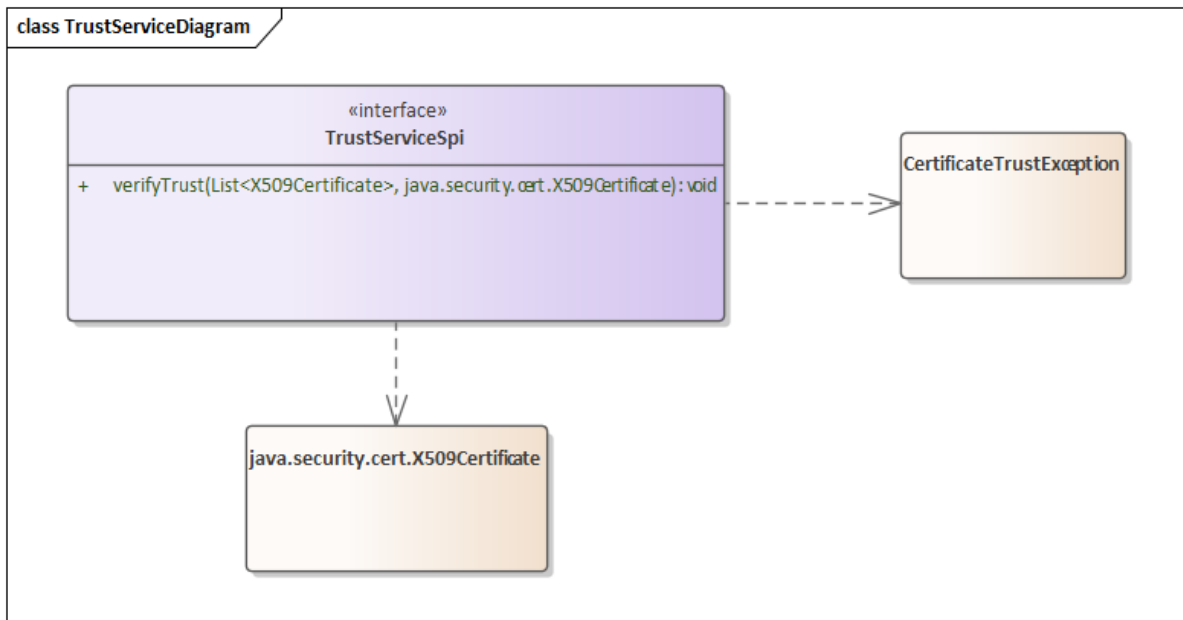 class TrustServiceDiagram
«interface»
TrustServiceSpi
+ verifyTrust(List<X509Certificate>, java.security.cert.X509Certificate): void
CertificateTrustException
java.security.cert.X509Certificate